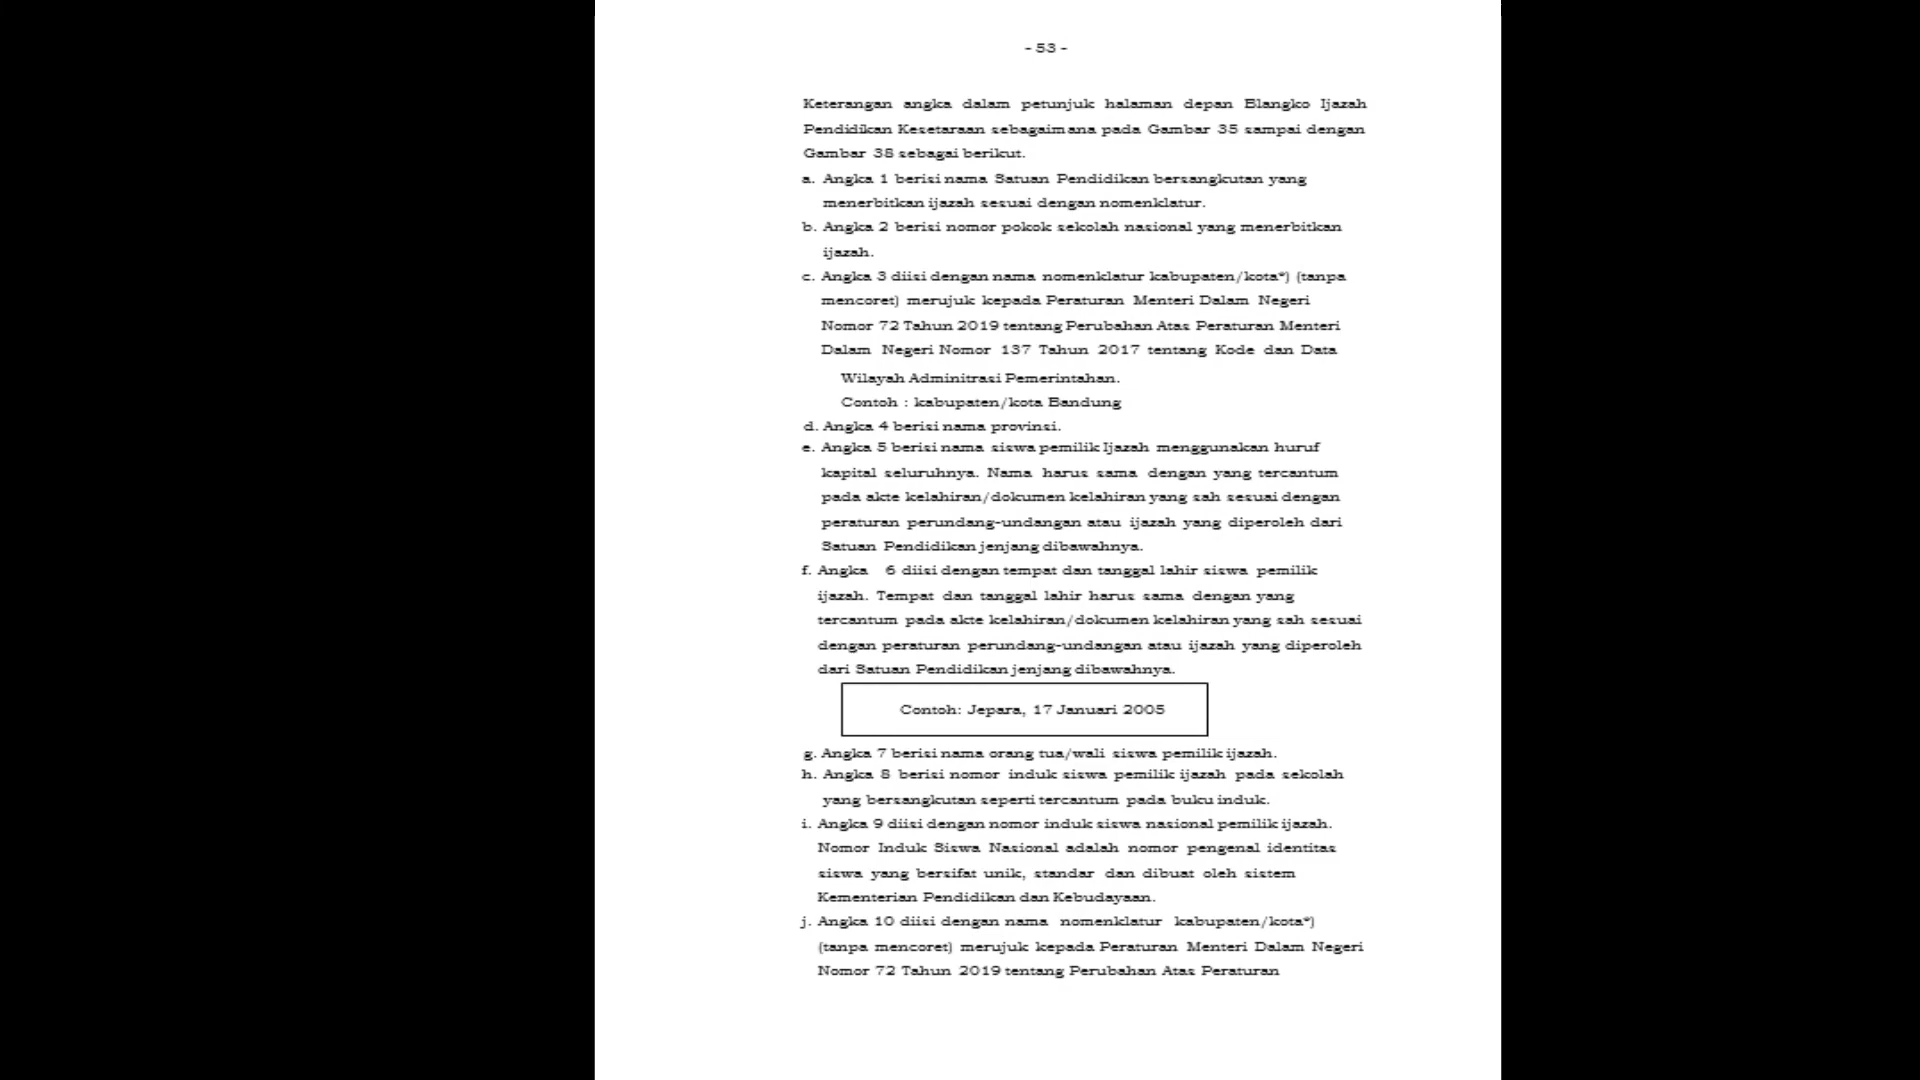 - 53 -
Keterangan angka dalam petunjuk halaman depan Blangko Ijazah
Pendidikan Kesetaraan sebagaimana pada Gambar 35 sampai dengan
Gambar 38 sebagai berikut.
a. Angka 1 berisi nama Satuan Pendidikan bersangkutan yang
menerbitkan ijazah sesuai dengan nomenklatur.
b. Angka 2 berisi nomor pokok sekolah nasional yang menerbitkan
ijazah.
c. Angka 3 diisi dengan nama nomenklatur kabupaten/kota*) (tanpa
mencoret) merujuk kepada Peraturan Menteri Dalam Negeri
Nomor 72 Tahun 2019 tentang Perubahan Atas Peraturan Menteri
Dalam Negeri Nomor 137 Tahun 2017 tentang Kode dan Data
Wilayah Adminitrasi Pemerintahan.
Contoh : kabupaten/kota Bandung
d. Angka 4 berisi nama provinsi.
e. Angka 5 berisi nama siswa pemilik Ijazah menggunakan huruf
kapital seluruhnya. Nama harus sama dengan yang tercantum
pada akte kelahiran/dokumen kelahiran yang sah sesuai dengan
peraturan perundang-undangan atau ijazah yang diperoleh dari
Satuan Pendidikan jenjang dibawahnya.
f. Angka 6 diisi dengan tempat dan tanggal lahir siswa pemilik
ijazah. Tempat dan tanggal lahir harus sama dengan yang
tercantum pada akte kelahiran/dokumen kelahiran yang sah sesuai
dengan peraturan perundang-undangan atau ijazah yang diperoleh
dari Satuan Pendidikan jenjang dibawahnya.
Contoh: Jepara, 17 Januari 2005
g. Angka 7 berisi nama orang tua/wali siswa pemilik ijazah.
h. Angka 8 berisi nomor induk siswa pemilik ijazah pada sekolah
yang bersangkutan seperti tercantum pada buku induk.
i. Angka 9 diisi dengan nomor induk siswa nasional pemilik ijazah.
Nomor Induk Siswa Nasional adalah nomor pengenal identitas
siswa yang bersifat unik, standar dan dibuat oleh sistem
Kementerian Pendidikan dan Kebudayaan.
j. Angka 10 diisi dengan nama nomenklatur kabupaten/kota*)
(tanpa mencoret) merujuk kepada Peraturan Menteri Dalam Negeri
Nomor 72 Tahun 2019 tentang Perubahan Atas Peraturan